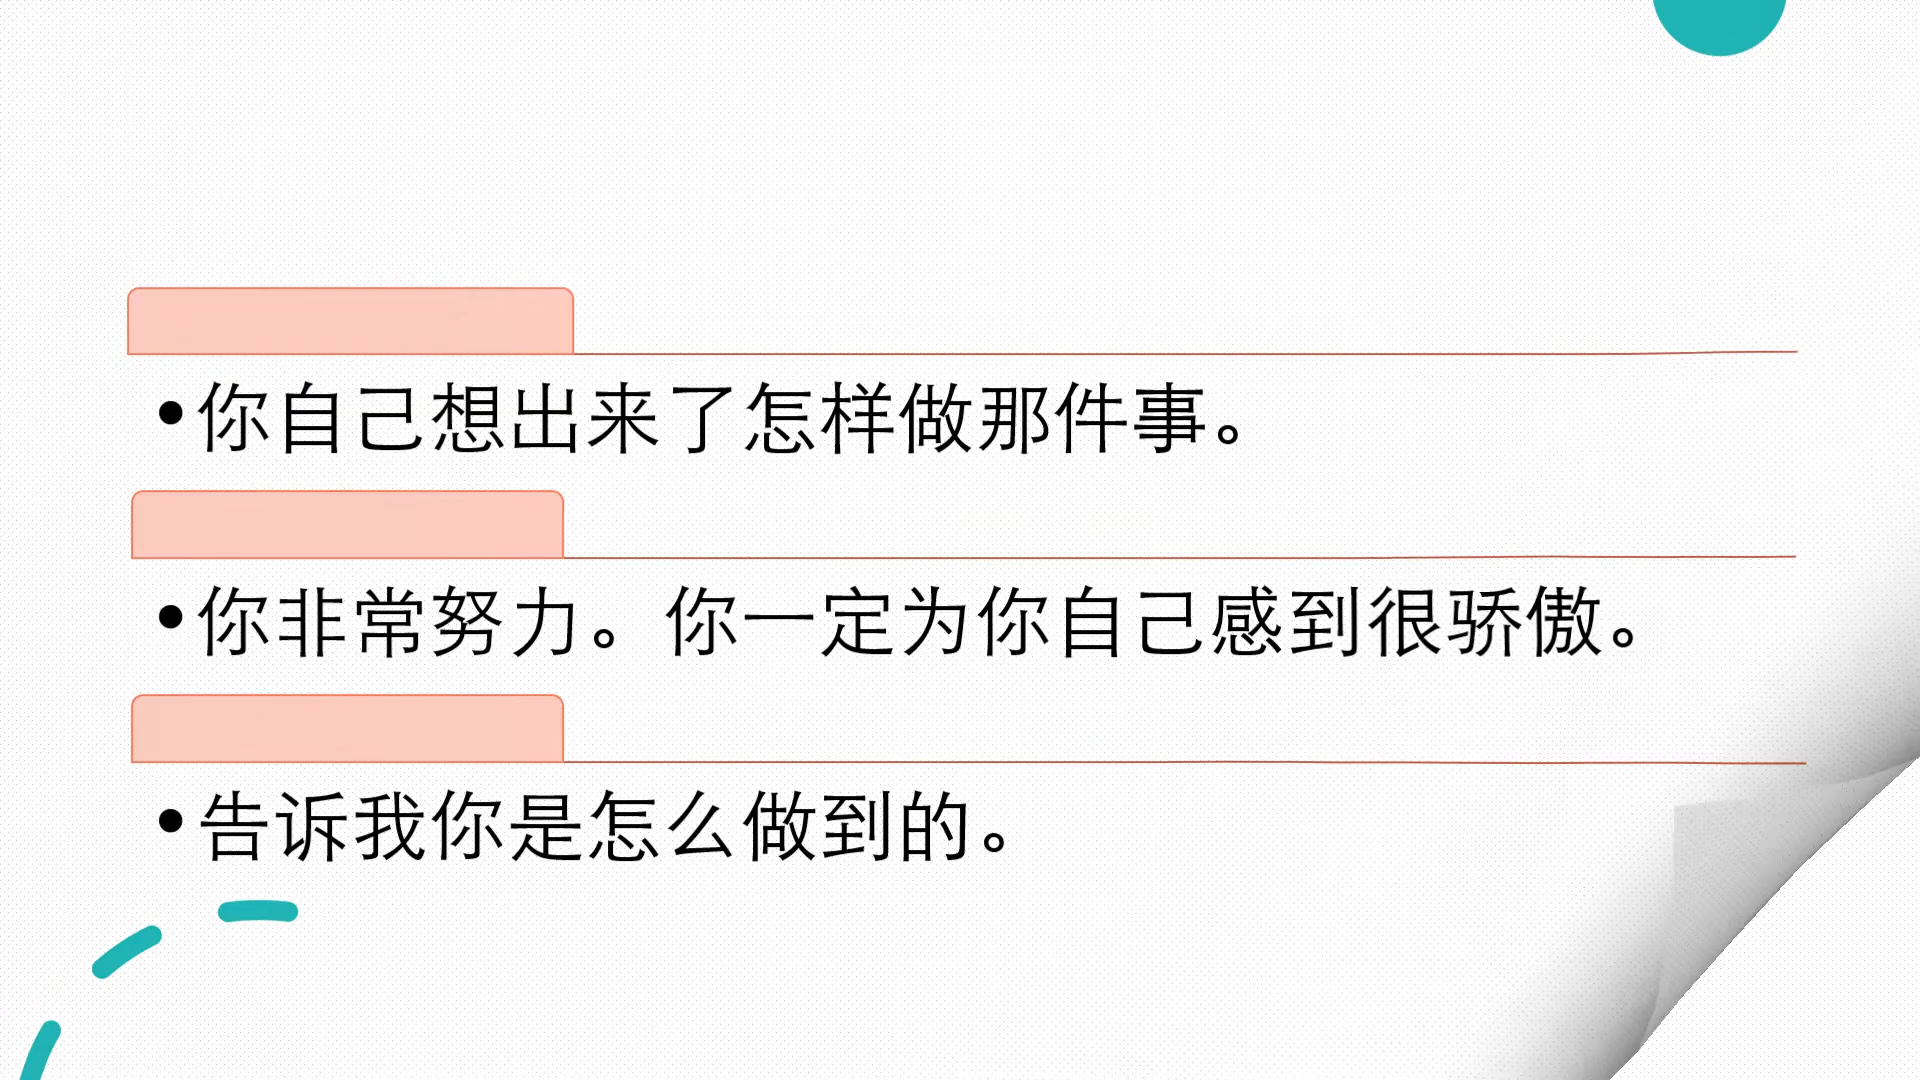 •你自己想出来了怎样做那件事。
•你非常努力。你一定为你自己感到很骄傲。
•告诉我你是怎么做到的。